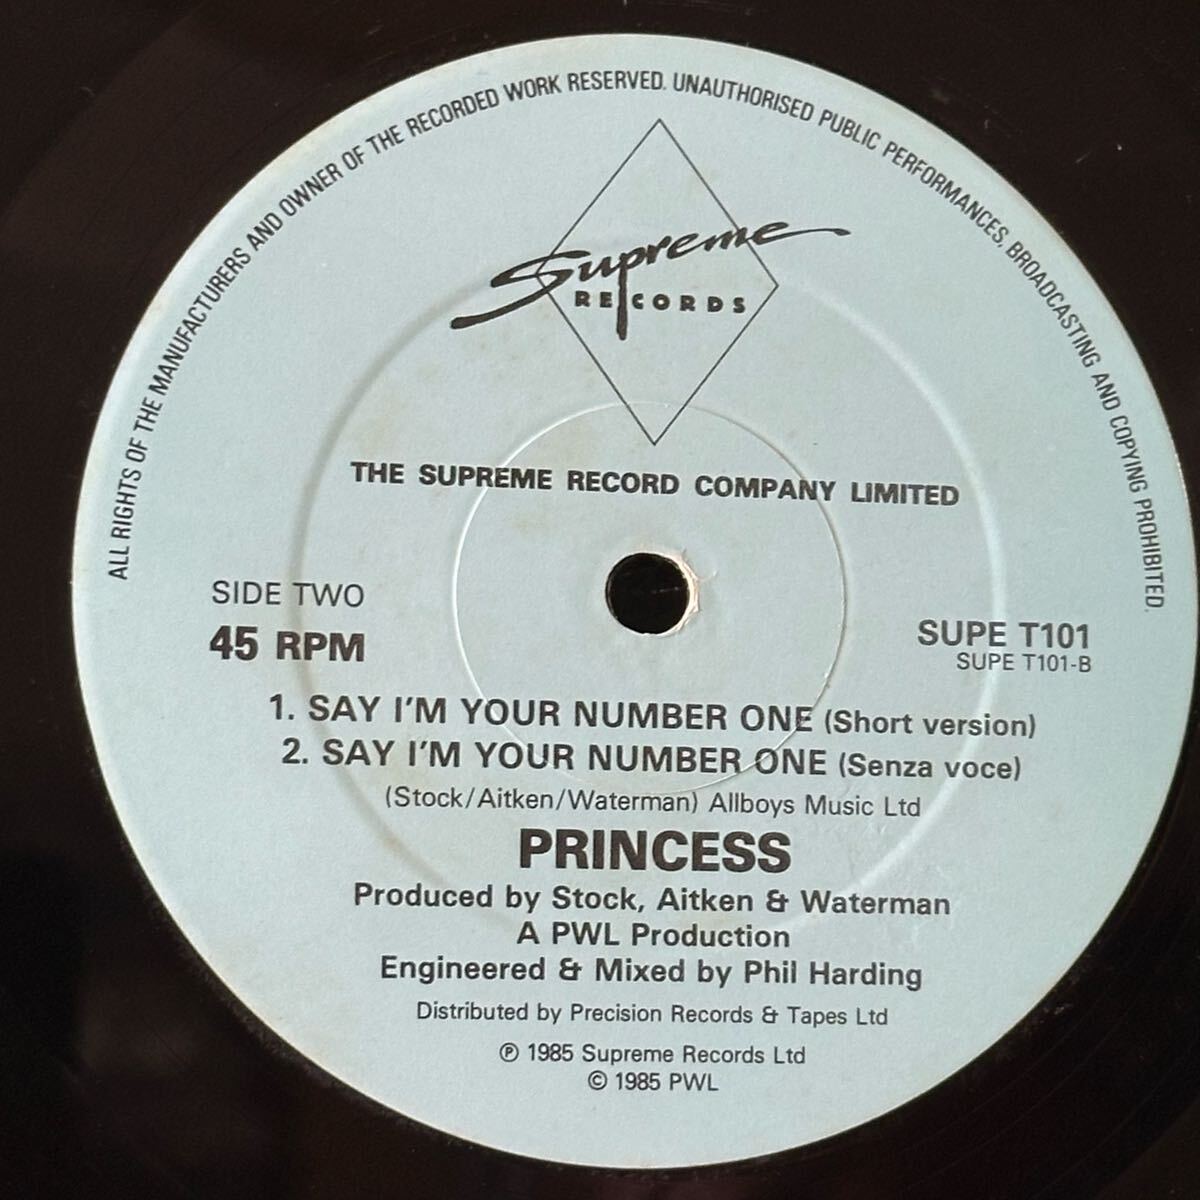 ALL RIGHTS OF THE MANUFACTURERS AND OWNER OF THE RECORDED WORK RESERVED. UNAUTHORISED PUBLIC PERFORMANCES, BROADCASTING AND COPYING PROHIBITED.
Supreme
RECORDS
THE SUPREME RECORD COMPANY LIMITED
SIDE TWO
45 RPM
SUPE T101
SUPE T101-B
1. SAY I'M YOUR NUMBER ONE (Short version)
2. SAY I'M YOUR NUMBER ONE (Senza voce)
(Stock/Aitken/Waterman) Allboys Music Ltd
PRINCESS
Produced by Stock, Aitken & Waterman
A PWL Production
Engineered & Mixed by Phil Harding
Distributed by Precision Records & Tapes Ltd
℗ 1985 Supreme Records Ltd
© 1985 PWL